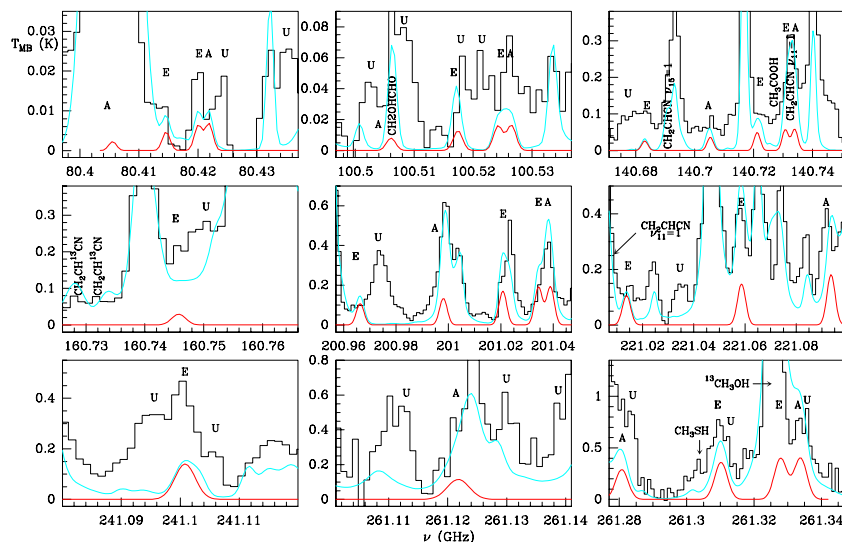 T_MB (K)
0.03
0.02
0.01
0
A
E
E A
U
U
80.4
80.41
80.42
80.43
0.08
0.06
0.04
0.02
0
U
A
CH2OHCHO
U
E
U
U
E A
100.5
100.51
100.52
100.53
0.3
0.2
0.1
0
U
E
CH₂CHCN ν₁₅=1
A
E
CH₃COOH
CH₂CHCN ν₁₁=1
E A
140.68
140.7
140.72
140.74
0.3
0.2
0.1
0
CH₂CH¹³CN
CH₂CH¹³CN
E
U
160.73
160.74
160.75
160.76
0.6
0.4
0.2
0
E
U
A
E
E A
200.96
200.98
201
201.02
201.04
0.6
0.4
0.2
0
CH₂CHCN
ν₁₁=1
E
U
E
A
221.02
221.04
221.06
221.08
0.6
0.4
0.2
0
U
E
U
241.09
241.1
241.11
0.8
0.6
0.4
0.2
0
U
U
A
U
U
261.11
261.12
261.13
261.14
1.5
1
0.5
0
U
A
CH₃SH
E
U
¹³CH₃OH
E
A
U
261.28
261.3
261.32
261.34
ν (GHz)